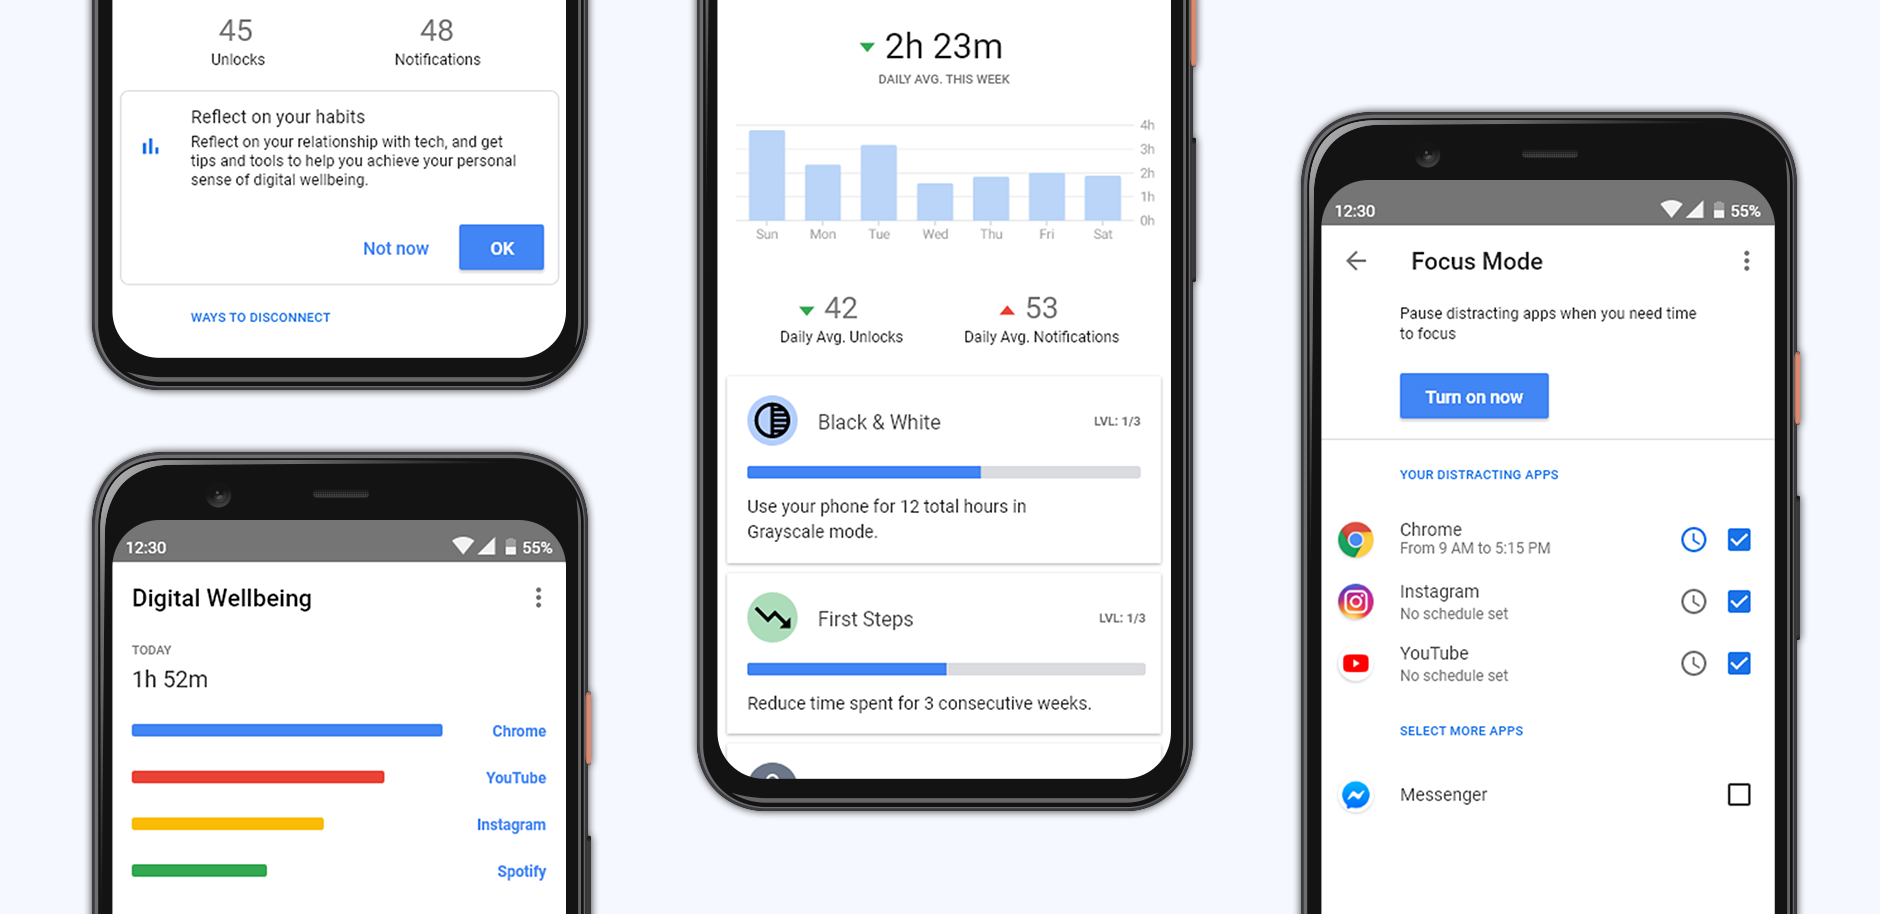 45
48
Unlocks
Notifications
Reflect on your habits
Reflect on your relationship with tech, and get
tips and tools to help you achieve your personal
sense of digital wellbeing.
Not now
OK
WAYS TO DISCONNECT
12:30
55%
Digital Wellbeing
TODAY
1h 52m
Chrome
YouTube
Instagram
Spotify
2h 23m
DAILY AVG. THIS WEEK
4h
3h
2h
1h
0h
Sun Mon Tue Wed Thu Fri Sat
42
53
Daily Avg. Unlocks
Daily Avg. Notifications
Black & White
LVL: 1/3
Use your phone for 12 total hours in
Grayscale mode.
First Steps
LVL: 1/3
Reduce time spent for 3 consecutive weeks.
12:30
55%
Focus Mode
Pause distracting apps when you need time
to focus
Turn on now
YOUR DISTRACTING APPS
Chrome
From 9 AM to 5:15 PM
Instagram
No schedule set
YouTube
No schedule set
SELECT MORE APPS
Messenger